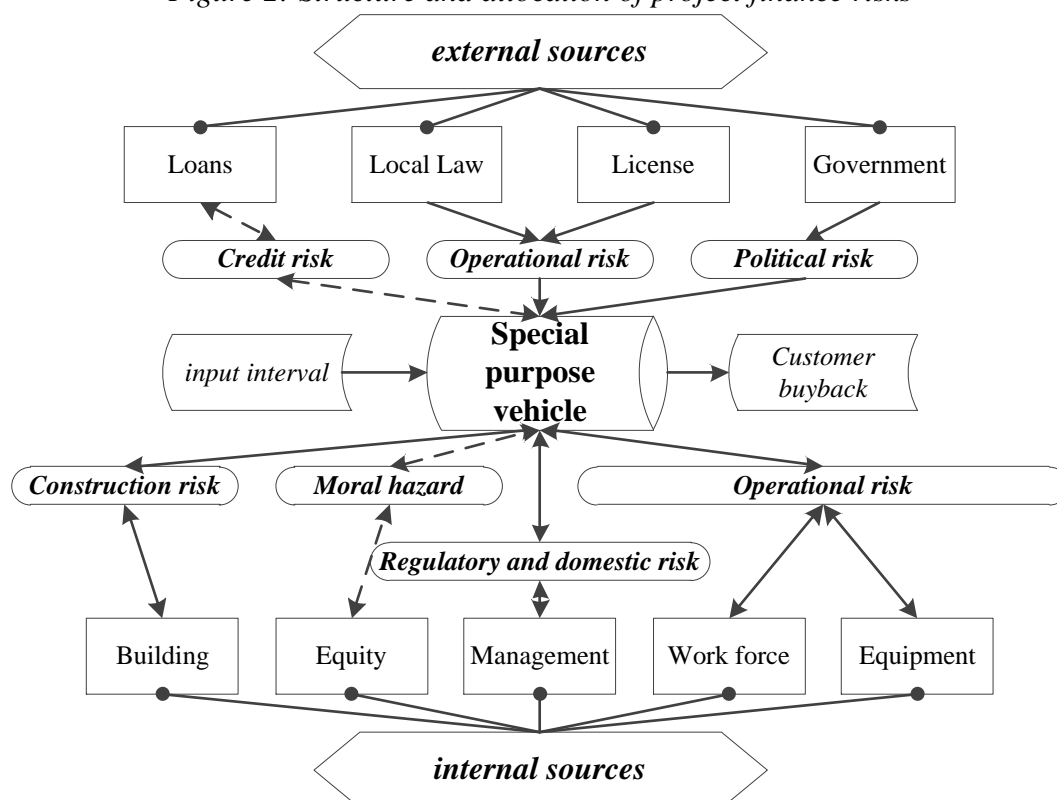 Figure 2. Structure and allocation of project finance risks
external sources
Loans
Local Law
License
Government
Credit risk
Operational risk
Political risk
input interval
Special
purpose
vehicle
Customer
buyback
Construction risk
Moral hazard
Operational risk
Regulatory and domestic risk
Building
Equity
Management
Work force
Equipment
internal sources